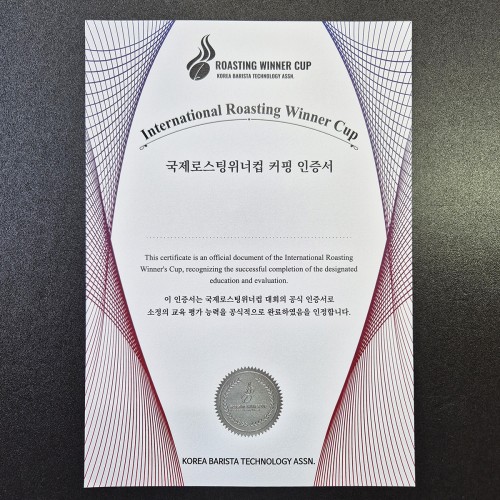 ROASTING WINNER CUP
KOREA BARISTA TECHNOLOGY ASSN.
International Roasting Winner Cup
국제로스팅위너컵 커핑 인증서
This certificate is an official document of the International Roasting
Winner's Cup, recognizing the successful completion of the designated
education and evaluation.
이 인증서는 국제로스팅위너컵 대회의 공식 인증서로
소정의 교육 평가 능력을 공식적으로 완료하였음을 인정합니다.
KOREA BARISTA TECHNOLOGY ASSN.